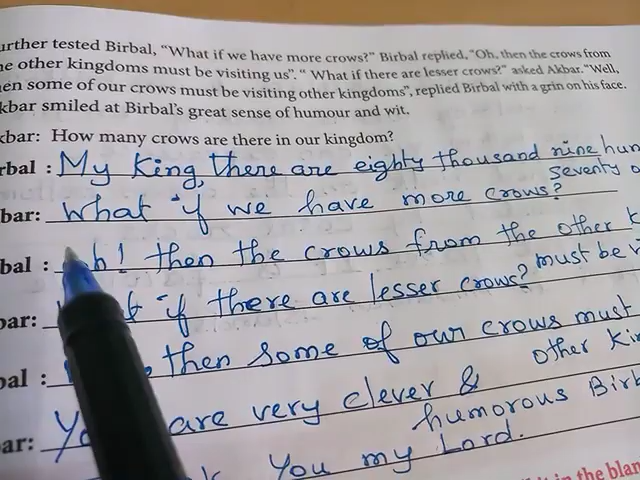 urther tested Birbal, "What if we have more crows?" Birbal replied, "Oh, then the crows from
e other kingdoms must be visiting us". " What if there are lesser crows?" asked Akbar. "Well,
en some of our crows must be visiting other kingdoms", replied Birbal with a grin on his face.
kbar smiled at Birbal's great sense of humour and wit.
kbar: How many crows are there in our kingdom?
rbal : My King, there are eighty thousand nine hun
seventy o
bar: What if we have more crows?
bal : h! then the crows from the other k
must be v
bar: if there are lesser crows?
bal : , then some of our crows must
other Kin
bar: are very clever &
humorous Birb
You my Lord.
in the blan